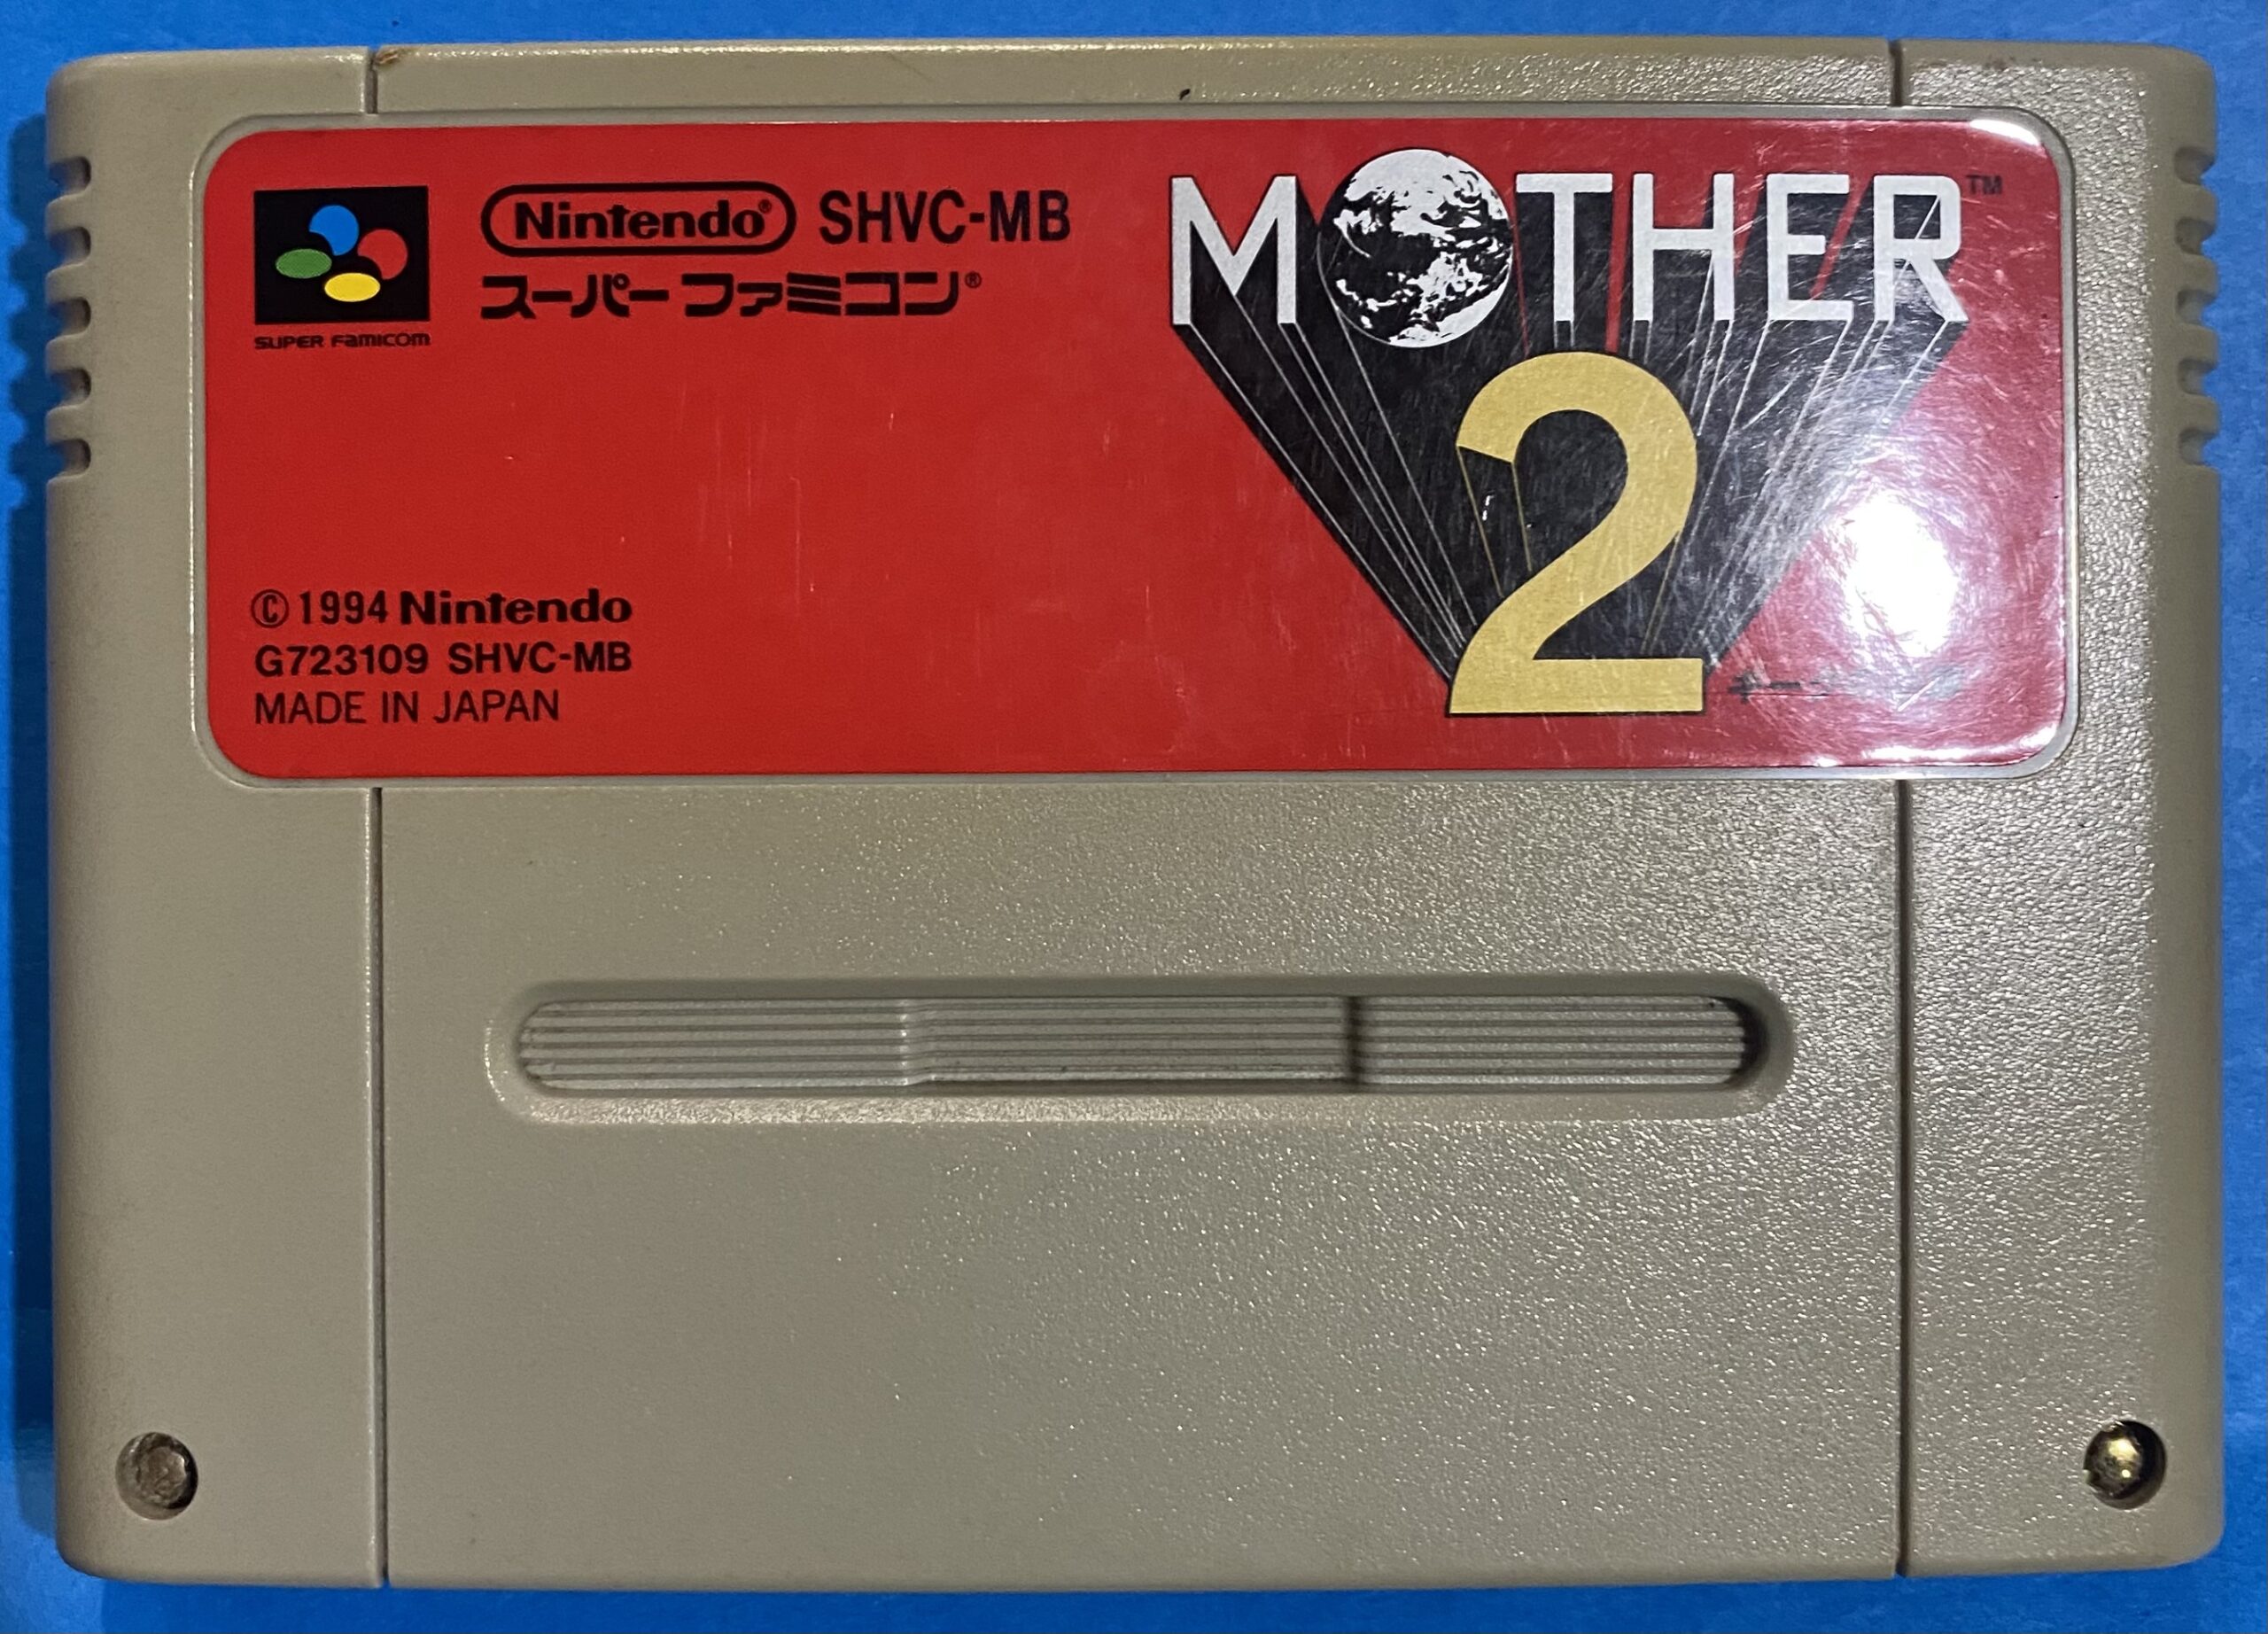 SUPER FAMICOM
Nintendo® SHVC-MB
スーパーファミコン®
MOTHER™
2
©1994 Nintendo
G723109 SHVC-MB
MADE IN JAPAN